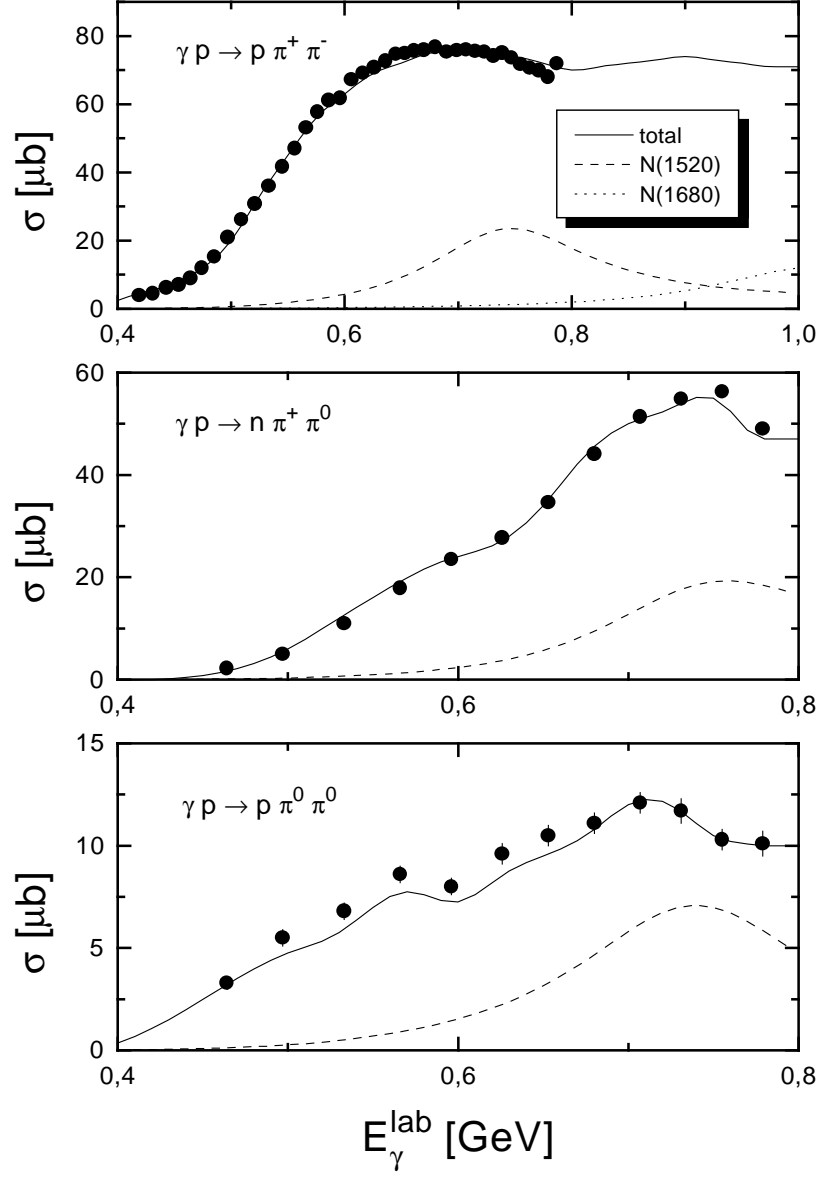 γ p → p π⁺ π⁻
80
60
40
20
0
σ [μb]
total
N(1520)
N(1680)
0,4
0,6
0,8
1,0
γ p → n π⁺ π⁰
60
40
20
0
σ [μb]
0,4
0,6
0,8
γ p → p π⁰ π⁰
15
10
5
0
σ [μb]
0,4
0,6
0,8
E_γ^lab [GeV]